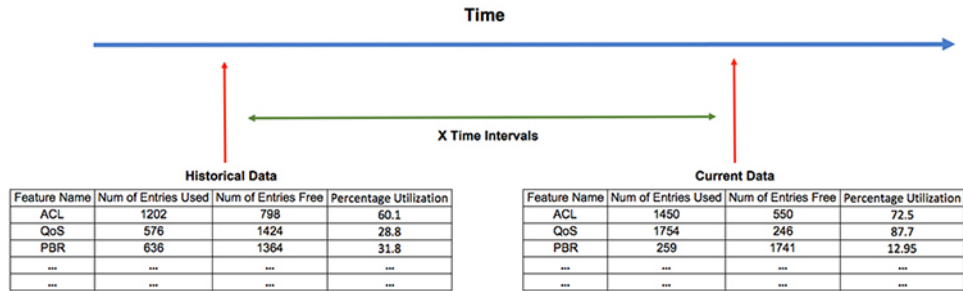 Time
X Time Intervals
Historical Data
Feature Name Num of Entries Used Num of Entries Free Percentage Utilization
ACL 1202 798 60.1
QoS 576 1424 28.8
PBR 636 1364 31.8
... ... ... ...
... ... ... ...
Current Data
Feature Name Num of Entries Used Num of Entries Free Percentage Utilization
ACL 1450 550 72.5
QoS 1754 246 87.7
PBR 259 1741 12.95
... ... ... ...
... ... ... ...